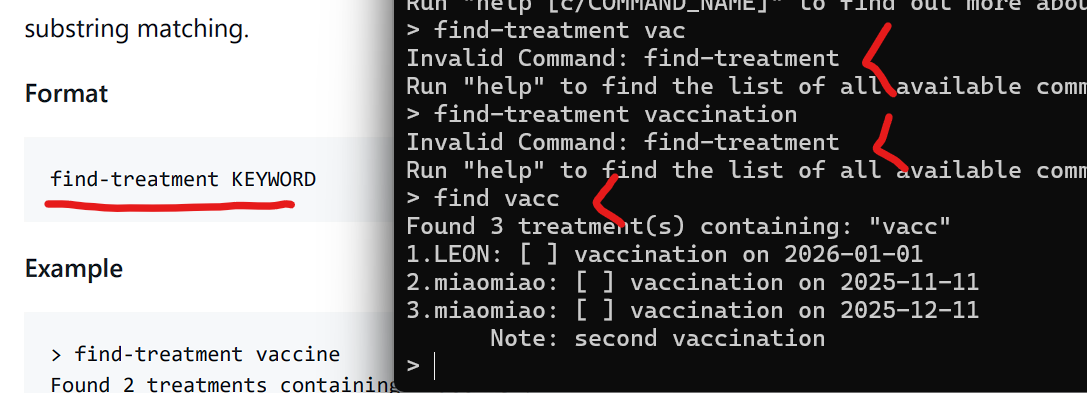 substring matching.
Format
find-treatment KEYWORD
Example
> find-treatment vaccine
Found 2 treatments containing
Run "help [c/COMMAND_NAME]" to find out more abou
> find-treatment vac
Invalid Command: find-treatment
Run "help" to find the list of all available comm
> find-treatment vaccination
Invalid Command: find-treatment
Run "help" to find the list of all available comm
> find vacc
Found 3 treatment(s) containing: "vacc"
1.LEON: [ ] vaccination on 2026-01-01
2.miaomiao: [ ] vaccination on 2025-11-11
3.miaomiao: [ ] vaccination on 2025-12-11
Note: second vaccination
>